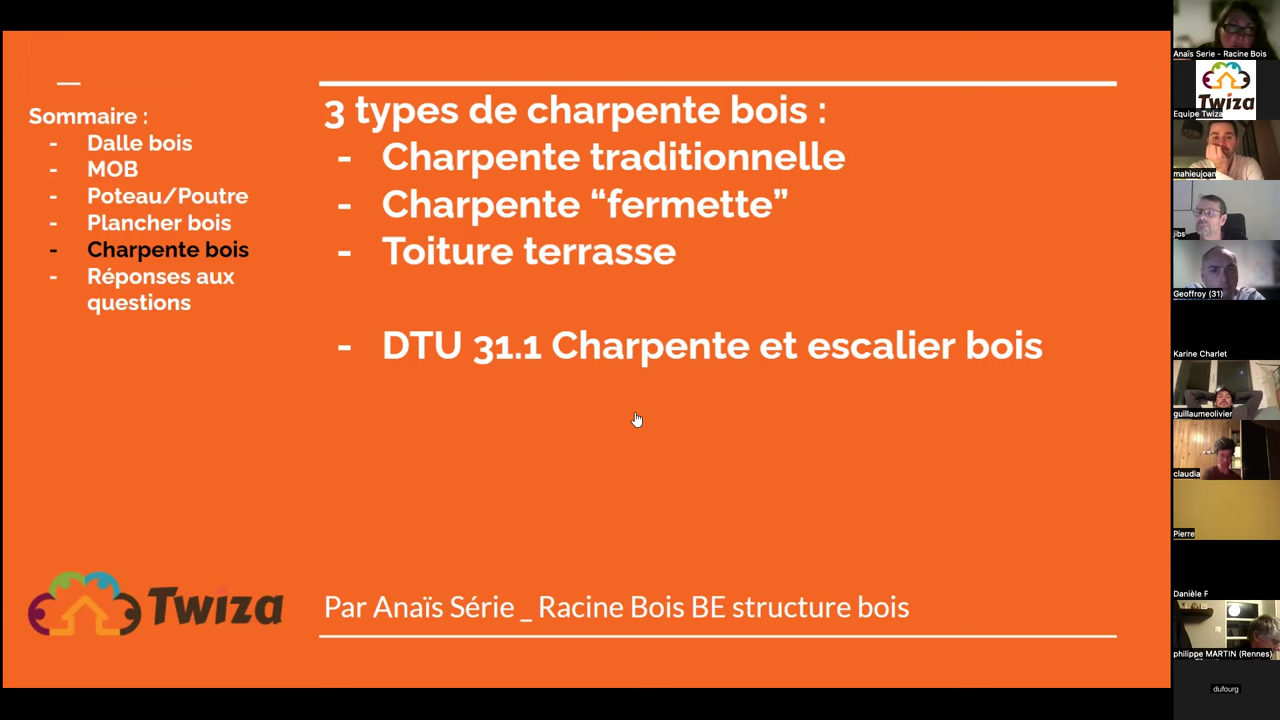 Sommaire :
- Dalle bois
- MOB
- Poteau/Poutre
- Plancher bois
- Charpente bois
- Réponses aux
questions
3 types de charpente bois :
- Charpente traditionnelle
- Charpente “fermette”
- Toiture terrasse
- DTU 31.1 Charpente et escalier bois
Twiza
Par Anaïs Série _ Racine Bois BE structure bois
Anaïs Serie - Racine Bois
Twiza
Equipe Twiza
mahieujoan
jibs
Geoffroy (31)
Karine Charlet
guillaumeolivier
claudia
Pierre
Danièle F
philippe MARTIN (Rennes)
dufourg